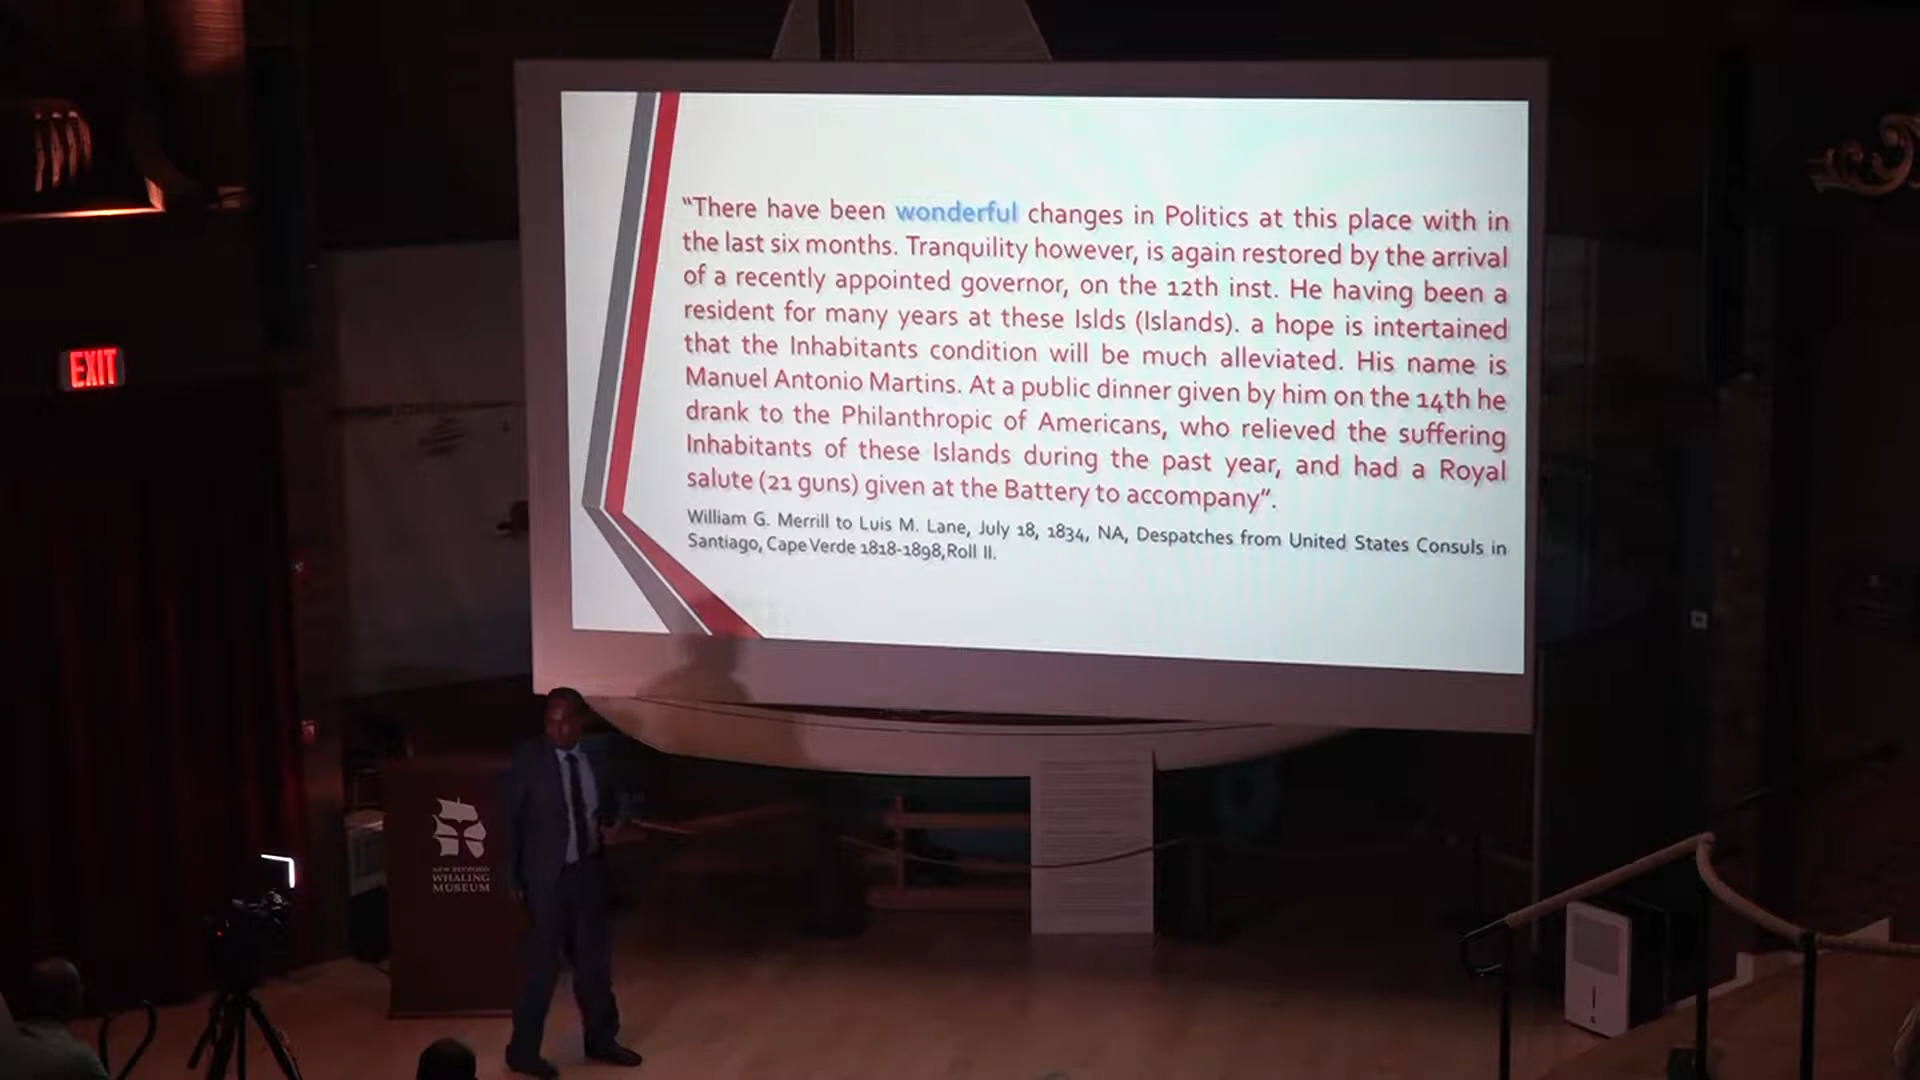 “There have been wonderful changes in Politics at this place with in
the last six months. Tranquility however, is again restored by the arrival
of a recently appointed governor, on the 12th inst. He having been a
resident for many years at these Islds (Islands). a hope is intertained
that the Inhabitants condition will be much alleviated. His name is
Manuel Antonio Martins. At a public dinner given by him on the 14th he
drank to the Philanthropic of Americans, who relieved the suffering
Inhabitants of these Islands during the past year, and had a Royal
salute (21 guns) given at the Battery to accompany”.
William G. Merrill to Luis M. Lane, July 18, 1834, NA, Despatches from United States Consuls in
Santiago, Cape Verde 1818-1898, Roll II.
EXIT
NEW BEDFORD
WHALING
MUSEUM